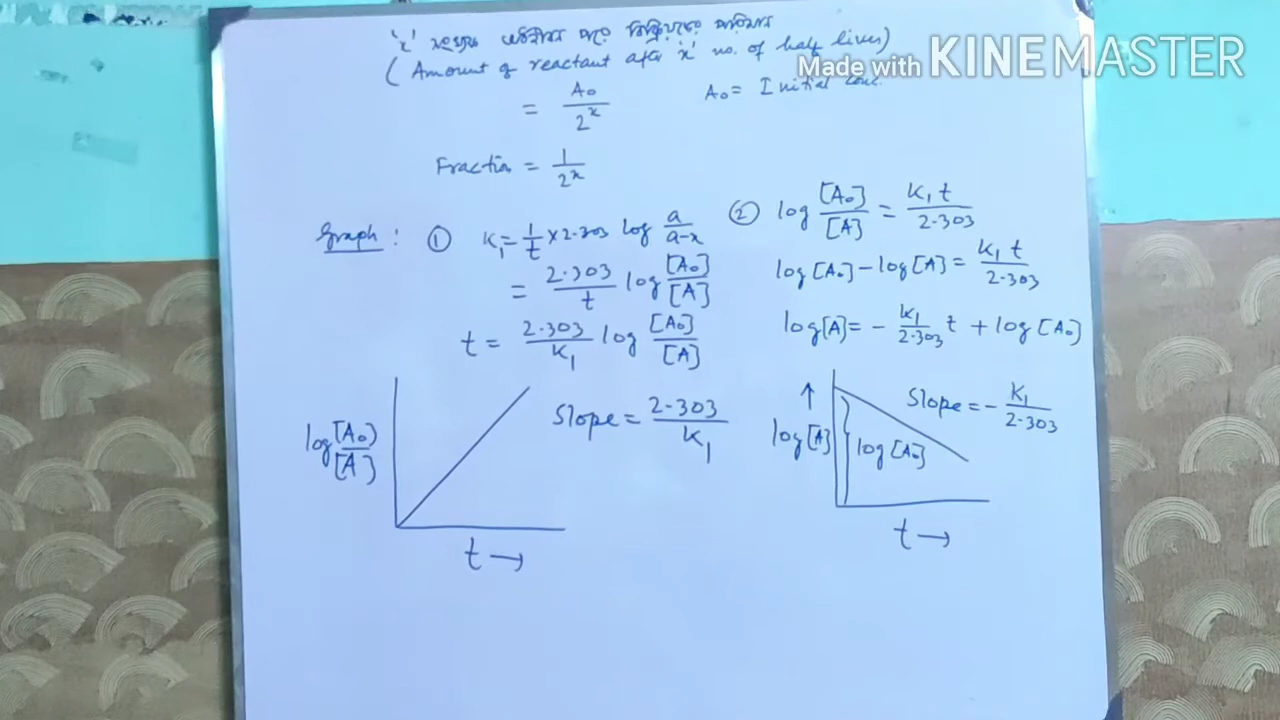 'x' সংখ্যক পরে বিক্রিয়কের পরিমাণ
(Amount of reactant after 'x' no. of half lives)
Made with KINEMASTER
= A₀/2ˣ
A₀ = Initial conc.
Fraction = 1/2ˣ
Graph : ① K₁ = 1/t × 2.303 log a/a-x
= 2.303/t log [A₀]/[A]
t = 2.303/K₁ log [A₀]/[A]
② log [A₀]/[A] = K₁t/2.303
log [A₀] - log [A] = K₁t/2.303
log [A] = - K₁/2.303 t + log [A₀]
log [A₀]/[A]
Slope = 2.303/K₁
t →
↑
log [A]
log [A₀]
Slope = - K₁/2.303
t →